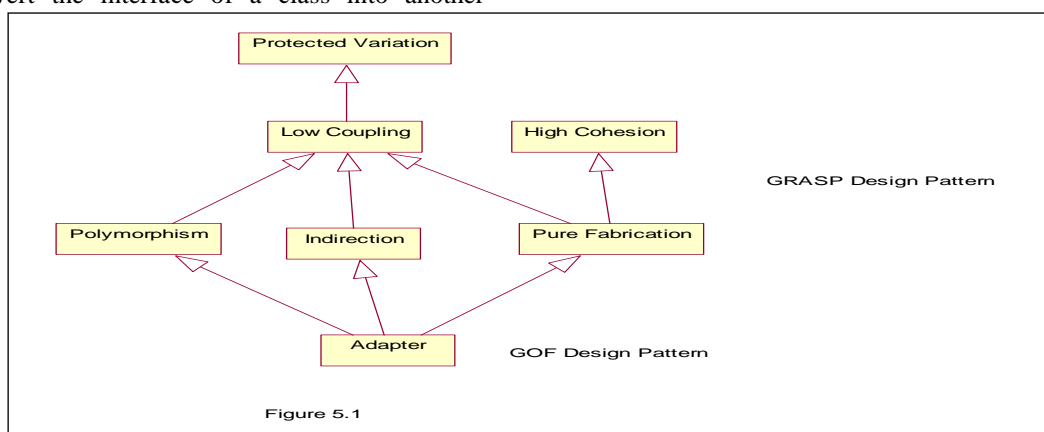 the interface of a class into another
Protected Variation
Low Coupling
High Cohesion
GRASP Design Pattern
Polymorphism
Indirection
Pure Fabrication
Adapter
GOF Design Pattern
Figure 5.1